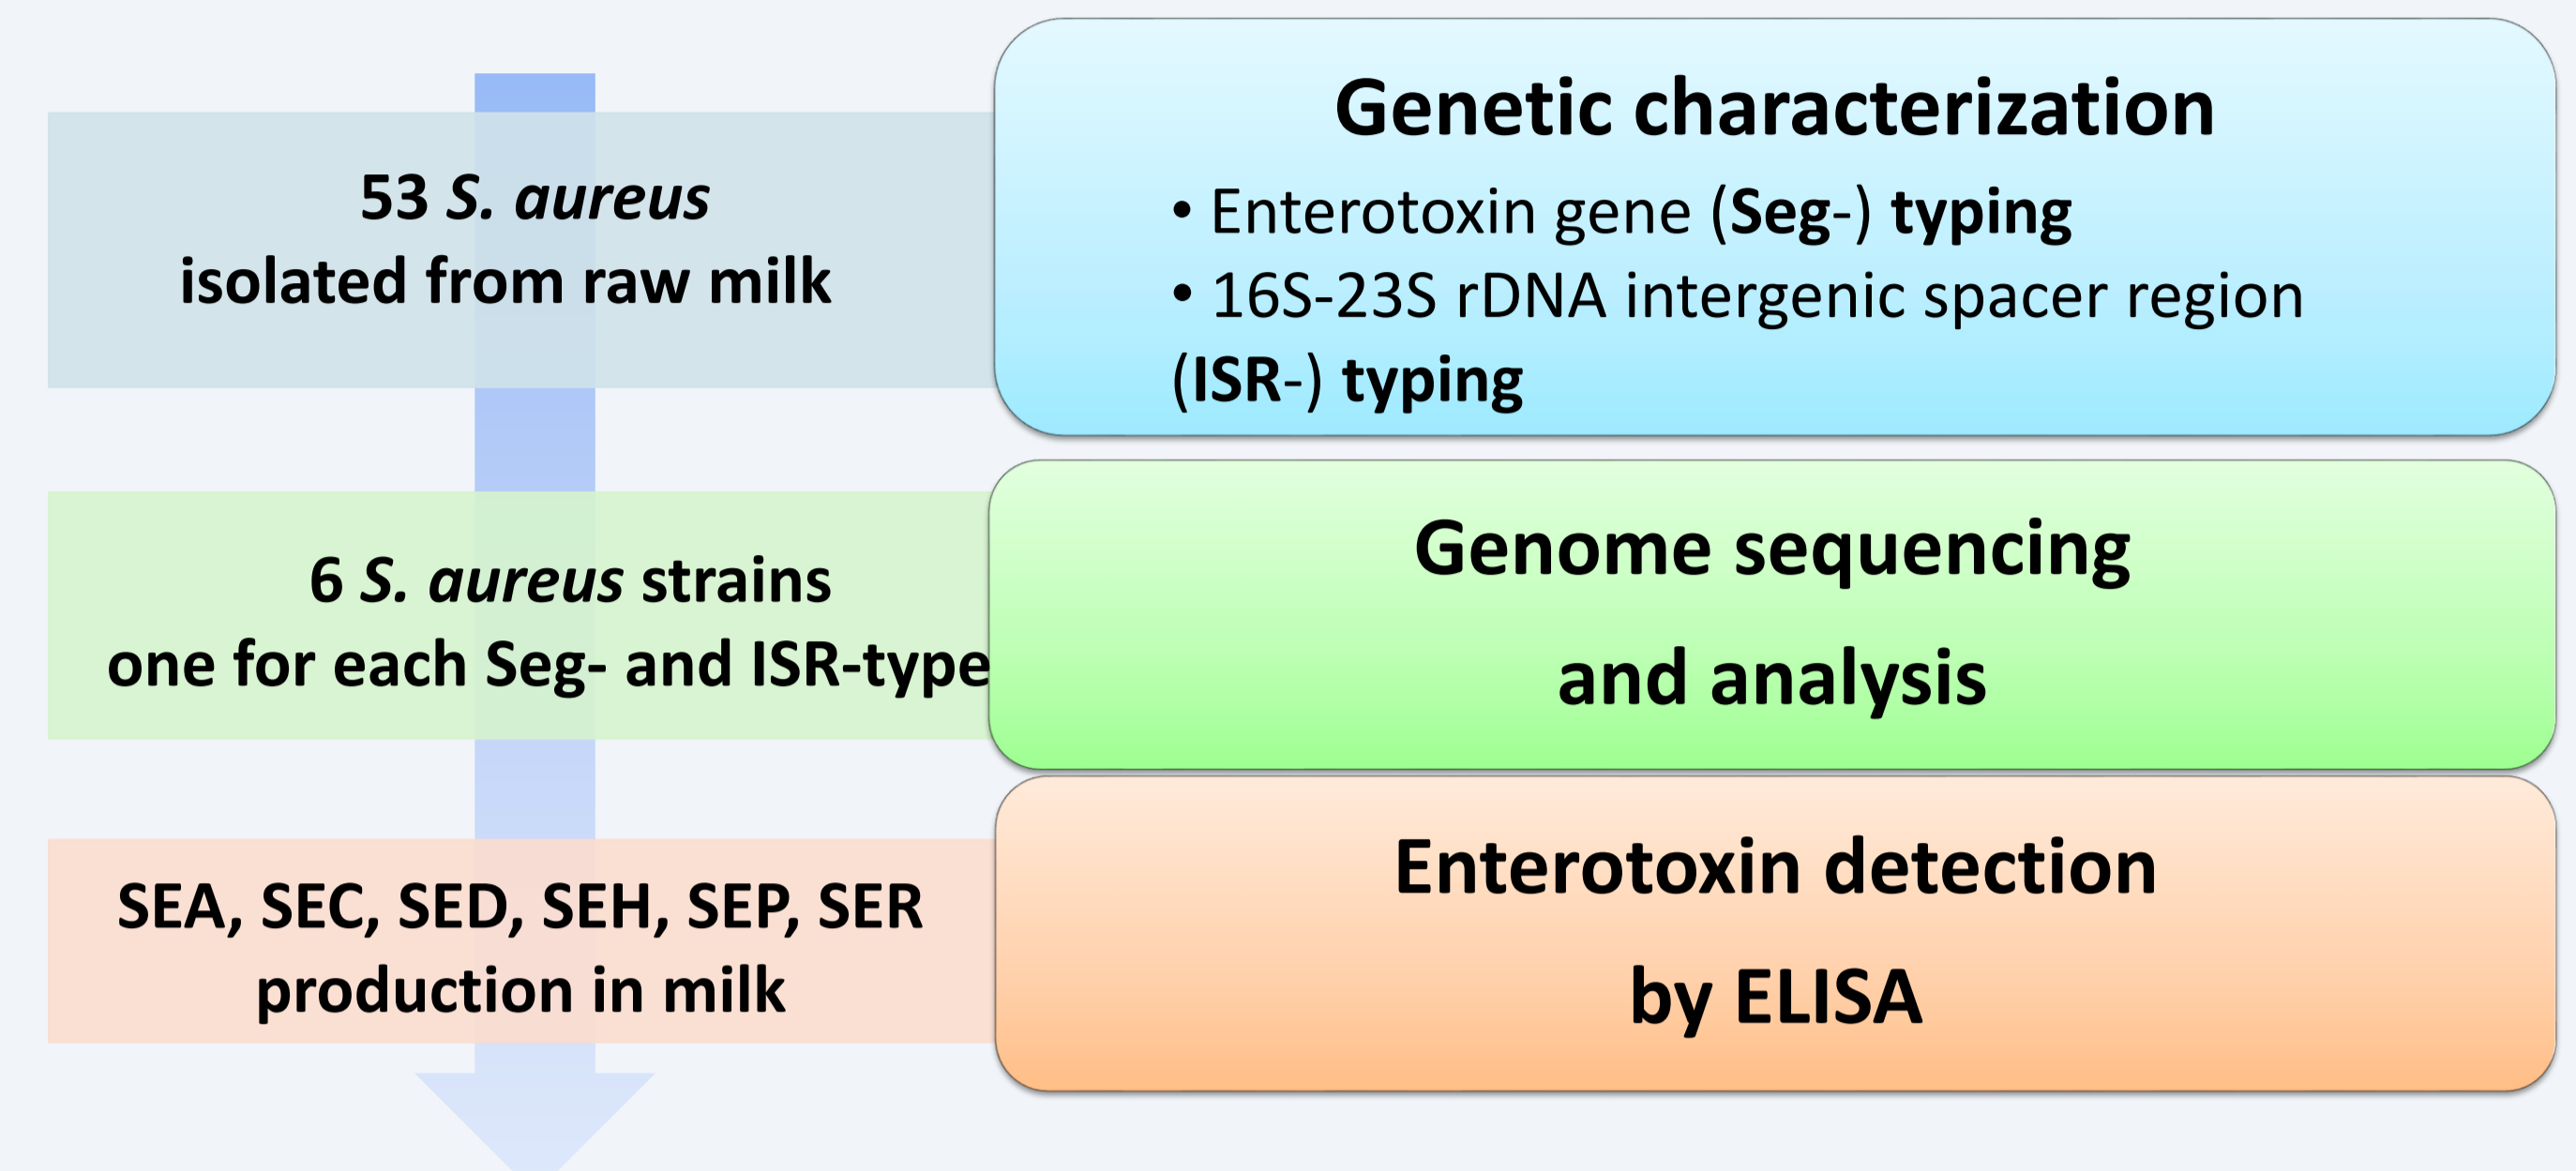 53 S. aureus
isolated from raw milk
Genetic characterization
• Enterotoxin gene (Seg-) typing
• 16S-23S rDNA intergenic spacer region
(ISR-) typing
6 S. aureus strains
one for each Seg- and ISR-type
Genome sequencing
and analysis
SEA, SEC, SED, SEH, SEP, SER
production in milk
Enterotoxin detection
by ELISA